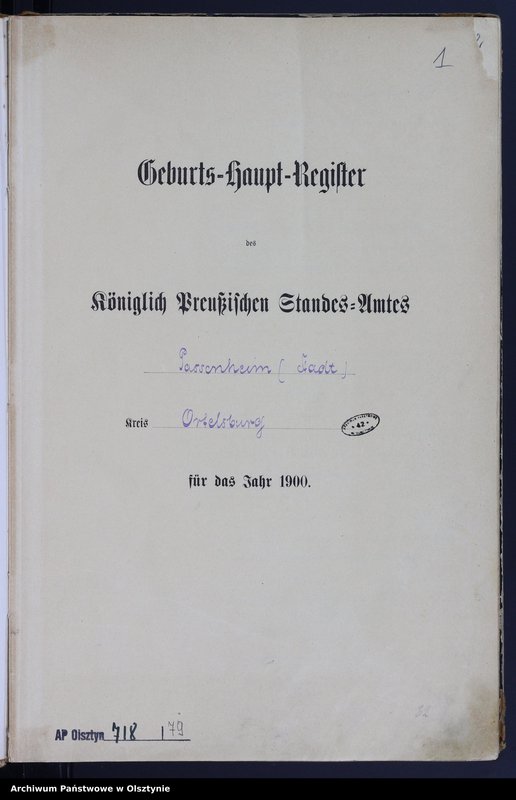 1
Geburts-Haupt-Register
des
Königlich Preußischen Standes-Amtes
Passenheim (Stadt)
Kreis Ortelsburg
42
für das Jahr 1900.
AP Olsztyn 718 179
Archiwum Państwowe w Olsztynie